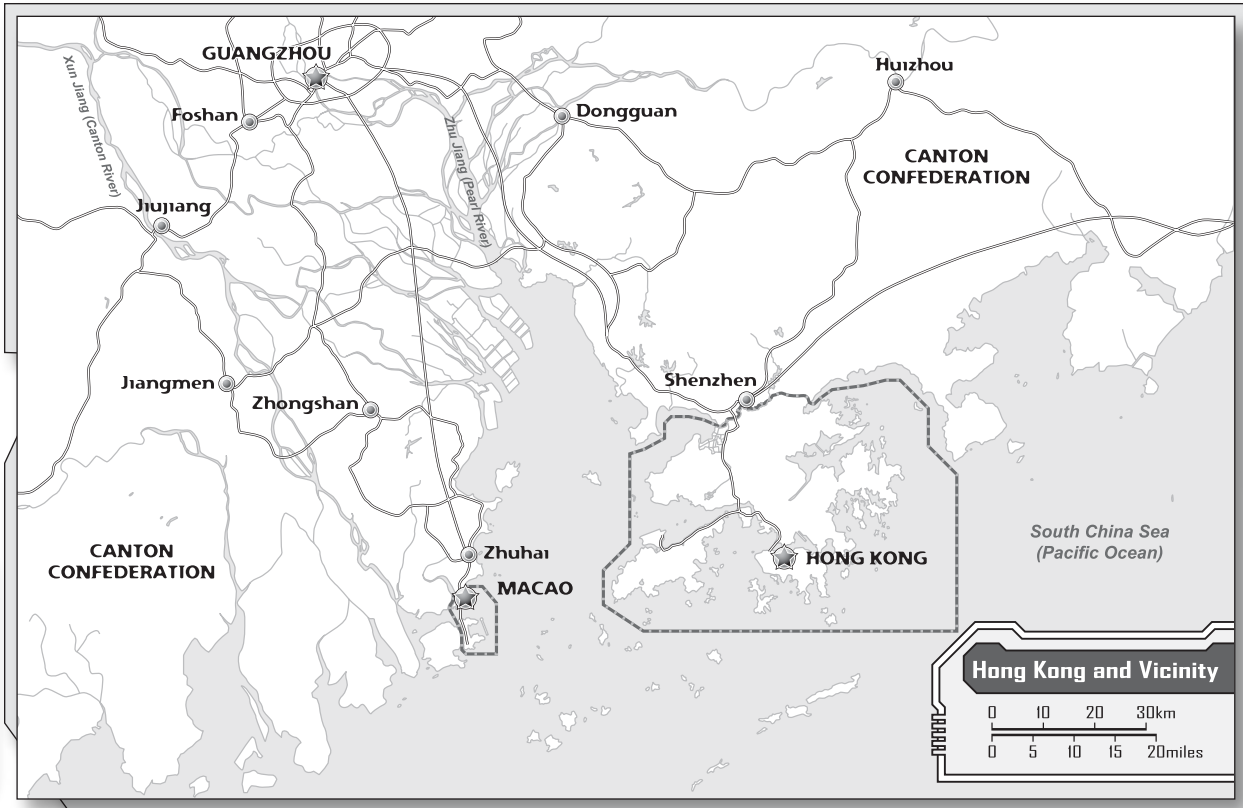 GUANGZHOU
Huizhou
Xun Jiang (Canton River)
Foshan
Zhu Jiang (Pearl River)
Dongguan
CANTON
CONFEDERATION
Jiujiang
Jiangmen
Zhongshan
Shenzhen
South China Sea
(Pacific Ocean)
CANTON
CONFEDERATION
Zhuhai
HONG KONG
MACAO
Hong Kong and Vicinity
0 10 20 30km
0 5 10 15 20miles